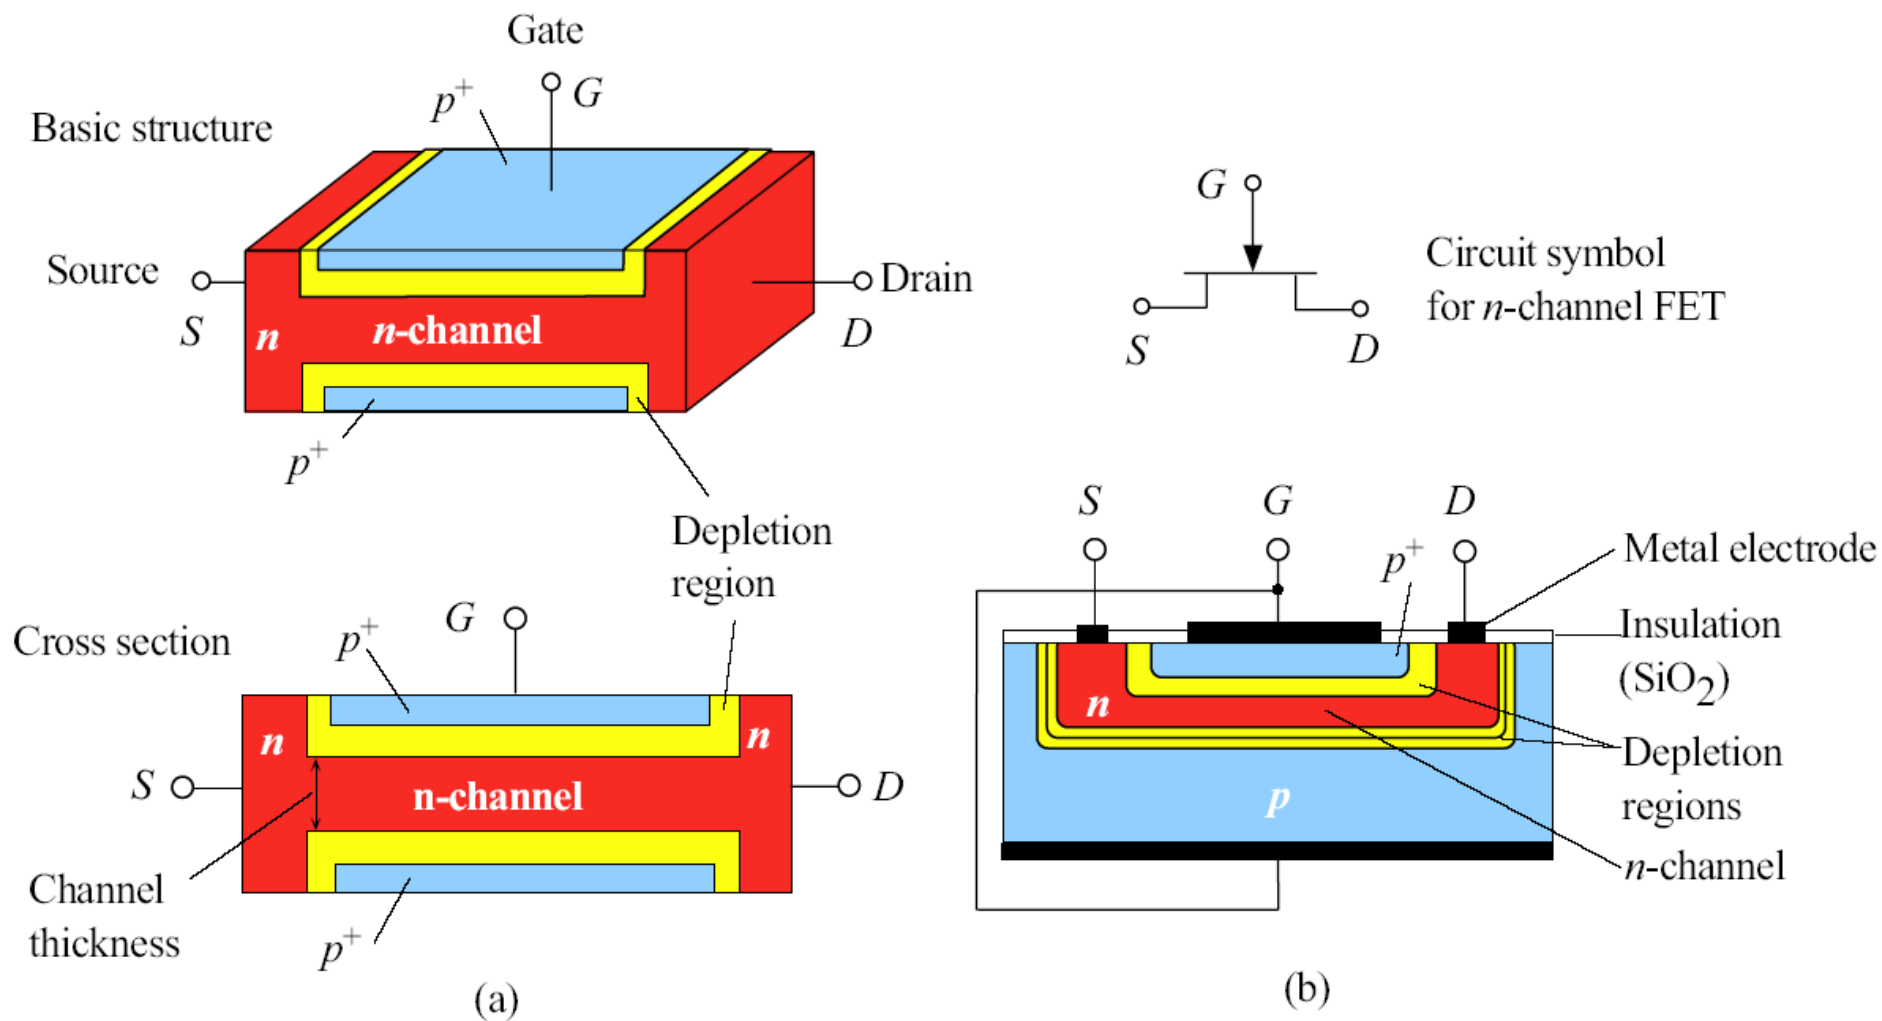 Gate
G
p+
Basic structure
Source
S
n
n-channel
Drain
D
p+
Depletion
region
Cross section
p+
G
n
n
S
n-channel
D
Channel
thickness
p+
(a)
G
S
D
Circuit symbol
for n-channel FET
S
G
D
p+
Metal electrode
Insulation
(SiO2)
n
Depletion
regions
p
n-channel
(b)